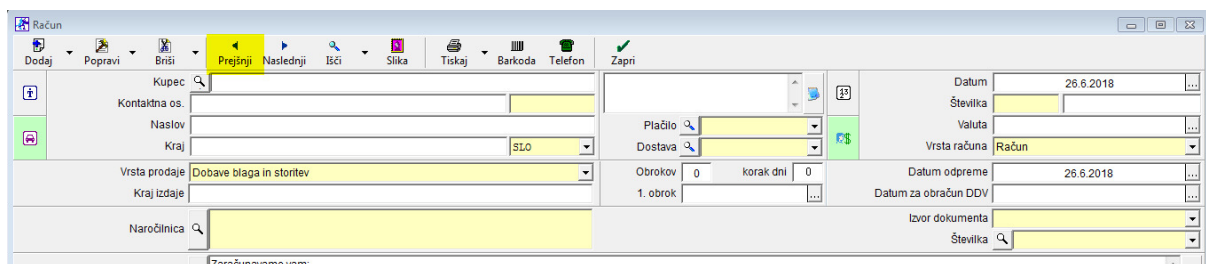 Račun
Dodaj Popravi Briši Prejšnji Naslednji Išči Slika Tiskaj Barkoda Telefon Zapri
Kupec Datum 26.6.2018
Kontaktna os. Številka
Naslov Plačilo Valuta
Kraj SLO Dostava Vrsta računa Račun
Vrsta prodaje Dobave blaga in storitev Obrokov 0 korak dni 0 Datum odpreme 26.6.2018
Kraj izdaje 1. obrok Datum za obračun DDV
Izvor dokumenta
Naročilnica Številka
Zaračunavamo vam: